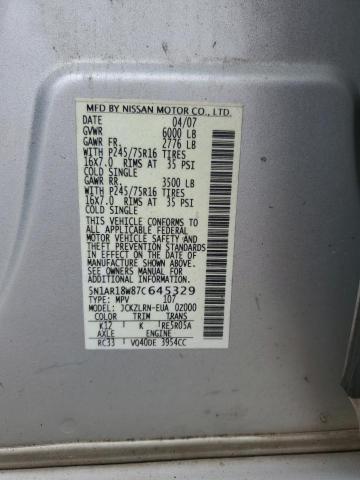 MFD BY NISSAN MOTOR CO., LTD.
DATE 04/07
GVWR 6000 LB
GAWR FR. 2776 LB
WITH P245/75R16 TIRES
16X7.0 RIMS AT 35 PSI
COLD SINGLE
GAWR RR. 3500 LB
WITH P245/75R16 TIRES
16X7.0 RIMS AT 35 PSI
COLD SINGLE
THIS VEHICLE CONFORMS TO
ALL APPLICABLE FEDERAL
MOTOR VEHICLE SAFETY AND
THEFT PREVENTION STANDARDS
IN EFFECT ON THE DATE OF
MANUFACTURE SHOWN ABOVE.
SEE OWNERS MANUAL FOR
ADDITIONAL INFORMATION.
5N1AR18W87C645329
TYPE: MPV 107
MODEL: JCKZLRN-EUA 02000
COLOR TRIM TRANS
K12 K RE5R05A
AXLE ENGINE
RC33 VQ40DE 3954CC